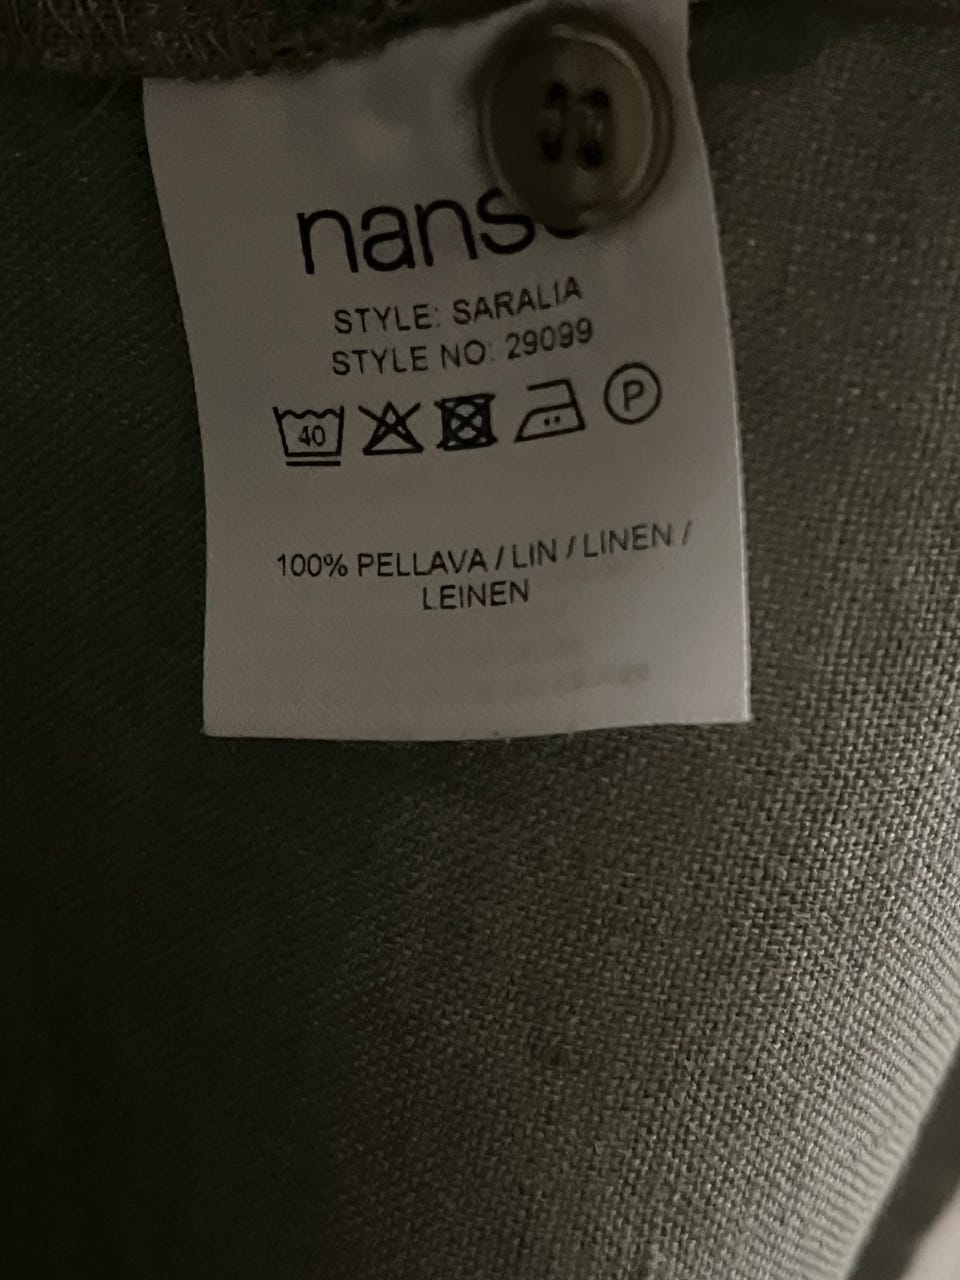 nans
STYLE: SARALIA
STYLE NO: 29099
40 P
100% PELLAVA / LIN / LINEN /
LEINEN